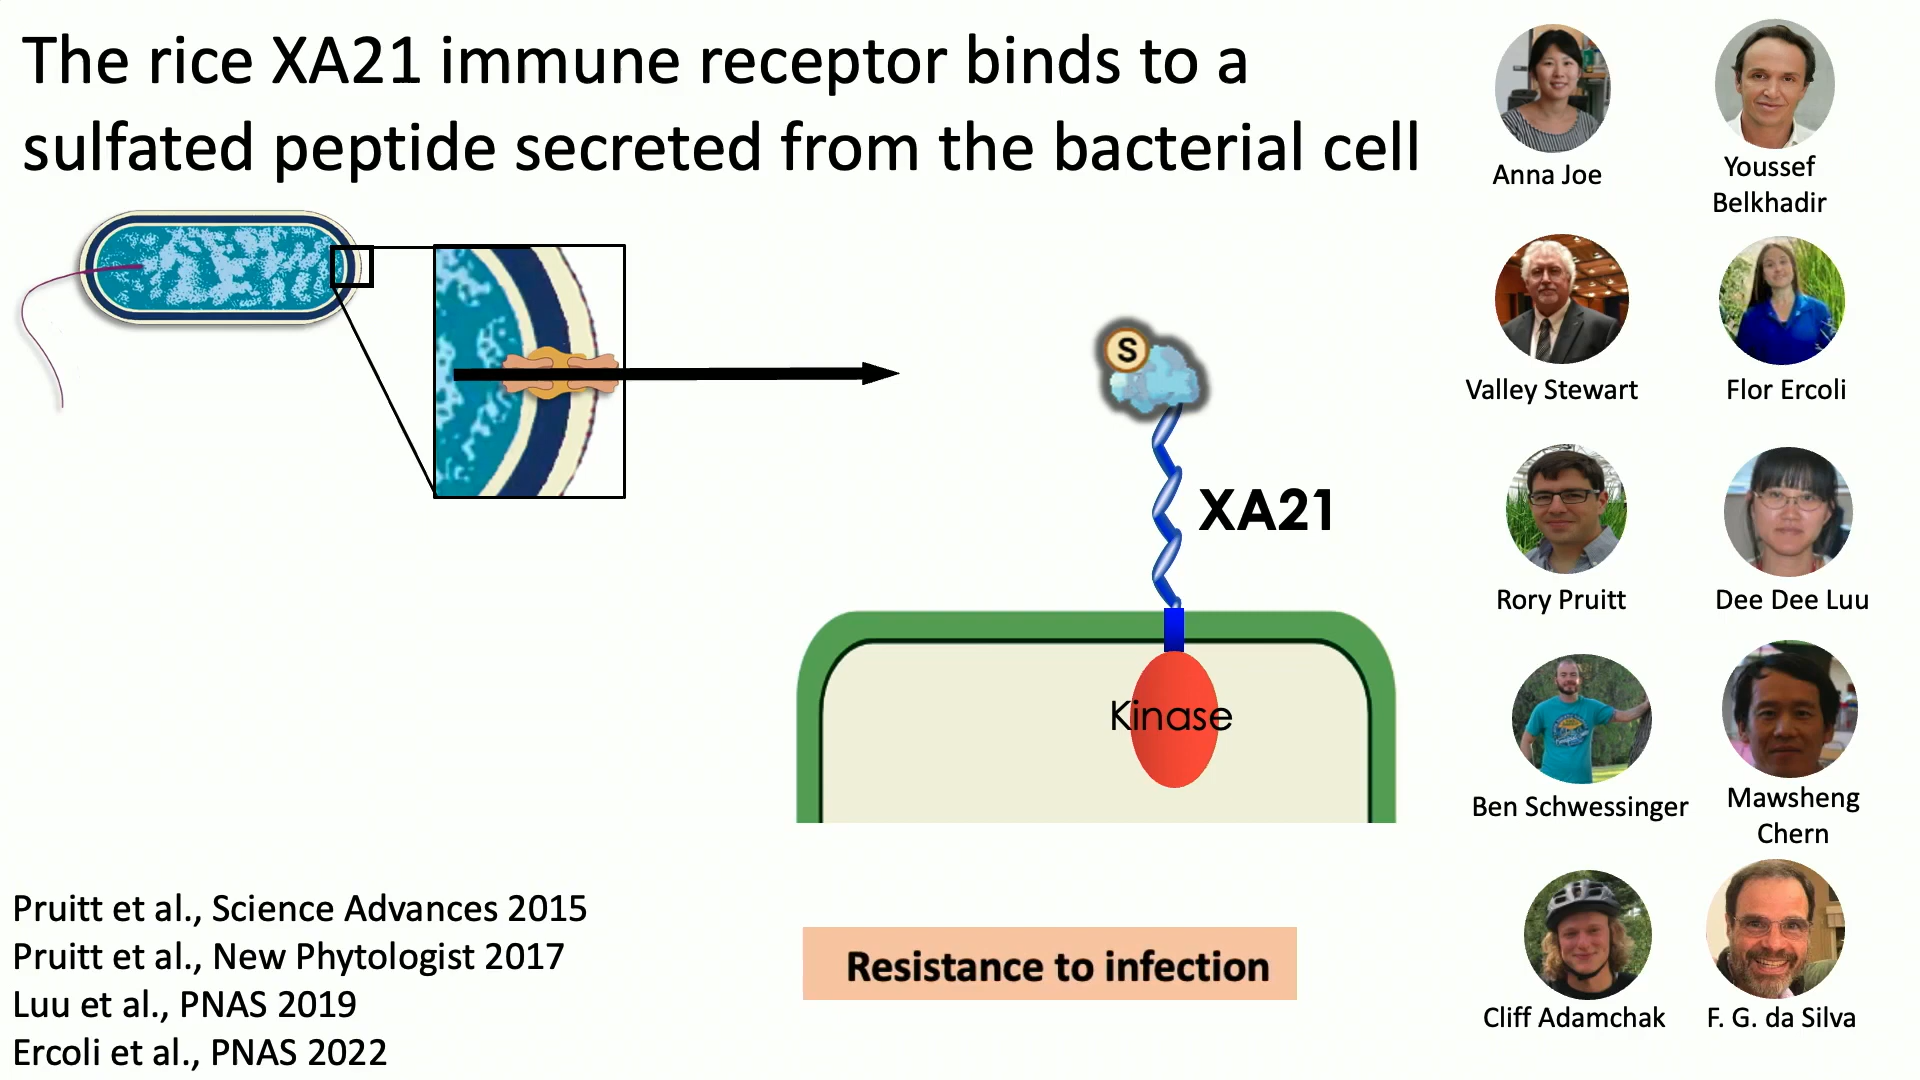 The rice XA21 immune receptor binds to a
sulfated peptide secreted from the bacterial cell
S
XA21
Kinase
Resistance to infection
Pruitt et al., Science Advances 2015
Pruitt et al., New Phytologist 2017
Luu et al., PNAS 2019
Ercoli et al., PNAS 2022
Anna Joe
Youssef
Belkhadir
Valley Stewart
Flor Ercoli
Rory Pruitt
Dee Dee Luu
Ben Schwessinger
Mawsheng
Chern
Cliff Adamchak
F. G. da Silva